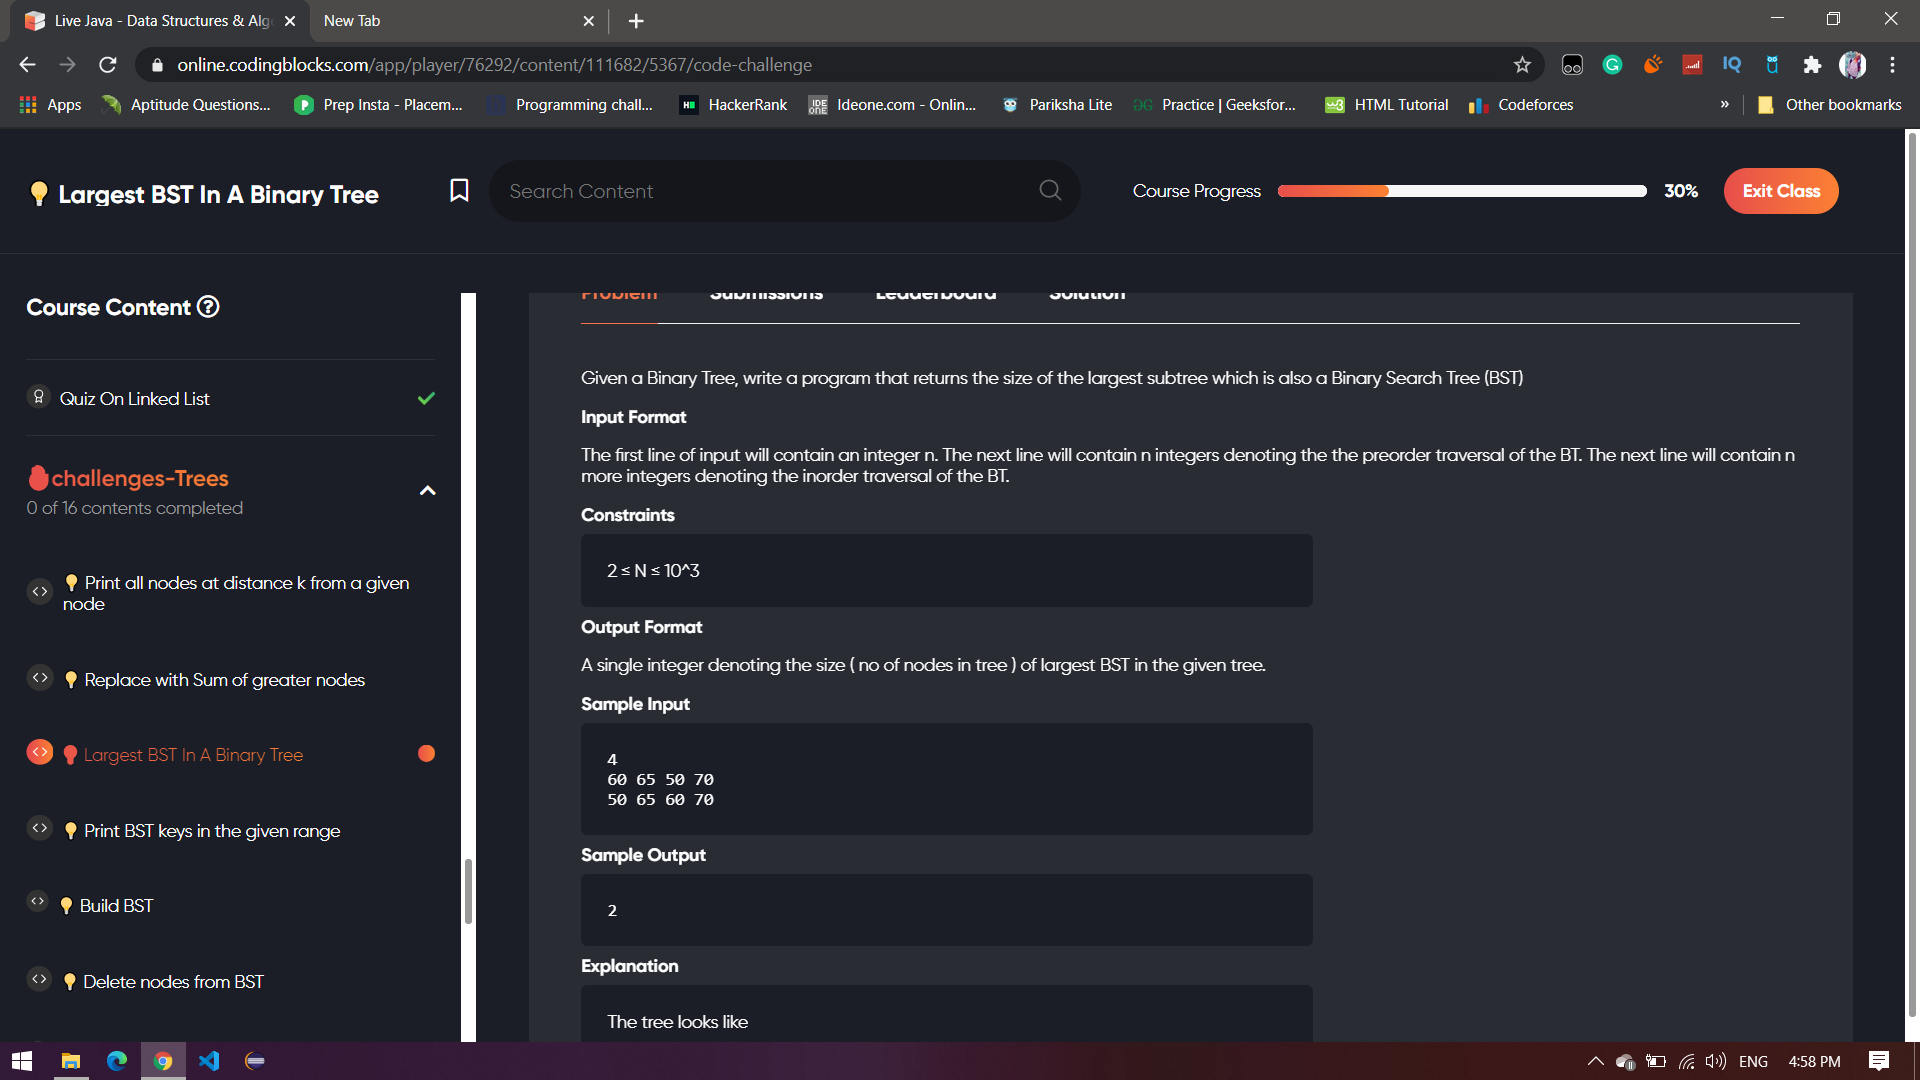 Live Java - Data Structures & Algo
New Tab
online.codingblocks.com/app/player/76292/content/111682/5367/code-challenge
Apps
Aptitude Questions...
Prep Insta - Placem...
Programming chall...
HackerRank
Ideone.com - Onlin...
Pariksha Lite
Practice | Geeksfor...
HTML Tutorial
Codeforces
»
Other bookmarks
Largest BST In A Binary Tree
Search Content
Course Progress
30%
Exit Class
Course Content
Quiz On Linked List
challenges-Trees
0 of 16 contents completed
Print all nodes at distance k from a given
node
Replace with Sum of greater nodes
Largest BST In A Binary Tree
Print BST keys in the given range
Build BST
Delete nodes from BST
Problem
Submissions
Leaderboard
Solution
Given a Binary Tree, write a program that returns the size of the largest subtree which is also a Binary Search Tree (BST)
Input Format
The first line of input will contain an integer n. The next line will contain n integers denoting the the preorder traversal of the BT. The next line will contain n
more integers denoting the inorder traversal of the BT.
Constraints
2 ≤ N ≤ 10^3
Output Format
A single integer denoting the size ( no of nodes in tree ) of largest BST in the given tree.
Sample Input
4
60 65 50 70
50 65 60 70
Sample Output
2
Explanation
The tree looks like
ENG
4:58 PM